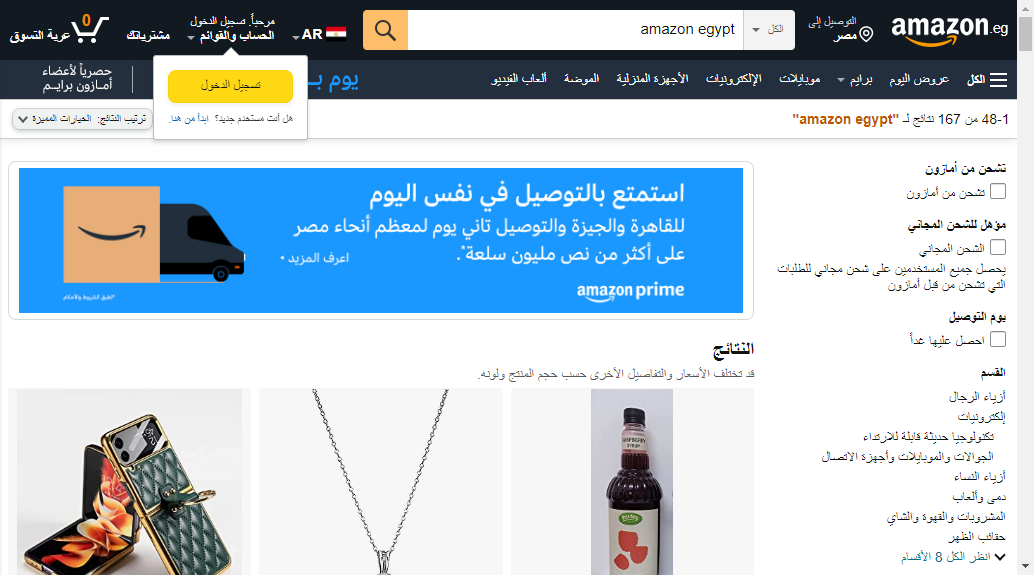 amazon.eg
التوصيل إلى
مصر
الكل
amazon egypt
AR
مرحباً, تسجيل الدخول
الحساب والقوائم
مشترياتك
0
عربة التسوق
الكل
عروض اليوم
برايم
موبايلات
الإلكترونيات
الأجهزة المنزلية
الموضة
ألعاب الفيديو
يوم بـ
حصرياً لأعضاء
أمـازون برايـم
تسجيل الدخول
هل أنت مستخدم جديد؟ ابدأ من هنا.
48-1 من 167 نتائج لـ "amazon egypt"
ترتيب النتائج: الخيارات المميزة
تشحن من أمازون
تشحن من أمازون
مؤهل للشحن المجاني
الشحن المجاني
يحصل جميع المستخدمين على شحن مجاني للطلبات
التي تشحن من قبل أمازون
يوم التوصيل
احصل عليها غداً
القسم
أزياء الرجال
إلكترونيات
تكنولوجيا حديثة قابلة للارتداء
الجوالات والموبايلات وأجهزة الاتصال
أزياء النساء
دمى وألعاب
المشروبات والقهوة والشاي
حقائب الظهر
انظر الكل 8 الأقسام
استمتع بالتوصيل في نفس اليوم
للقاهرة والجيزة والتوصيل تاني يوم لمعظم أنحاء مصر
على أكثر من نص مليون سلعة*.
اعرف المزيد
amazon prime
*تطبق الشروط والأحكام
النتائج
قد تختلف الأسعار والتفاصيل الأخرى حسب حجم المنتج ولونه.
RASPBERRY
SYRUP